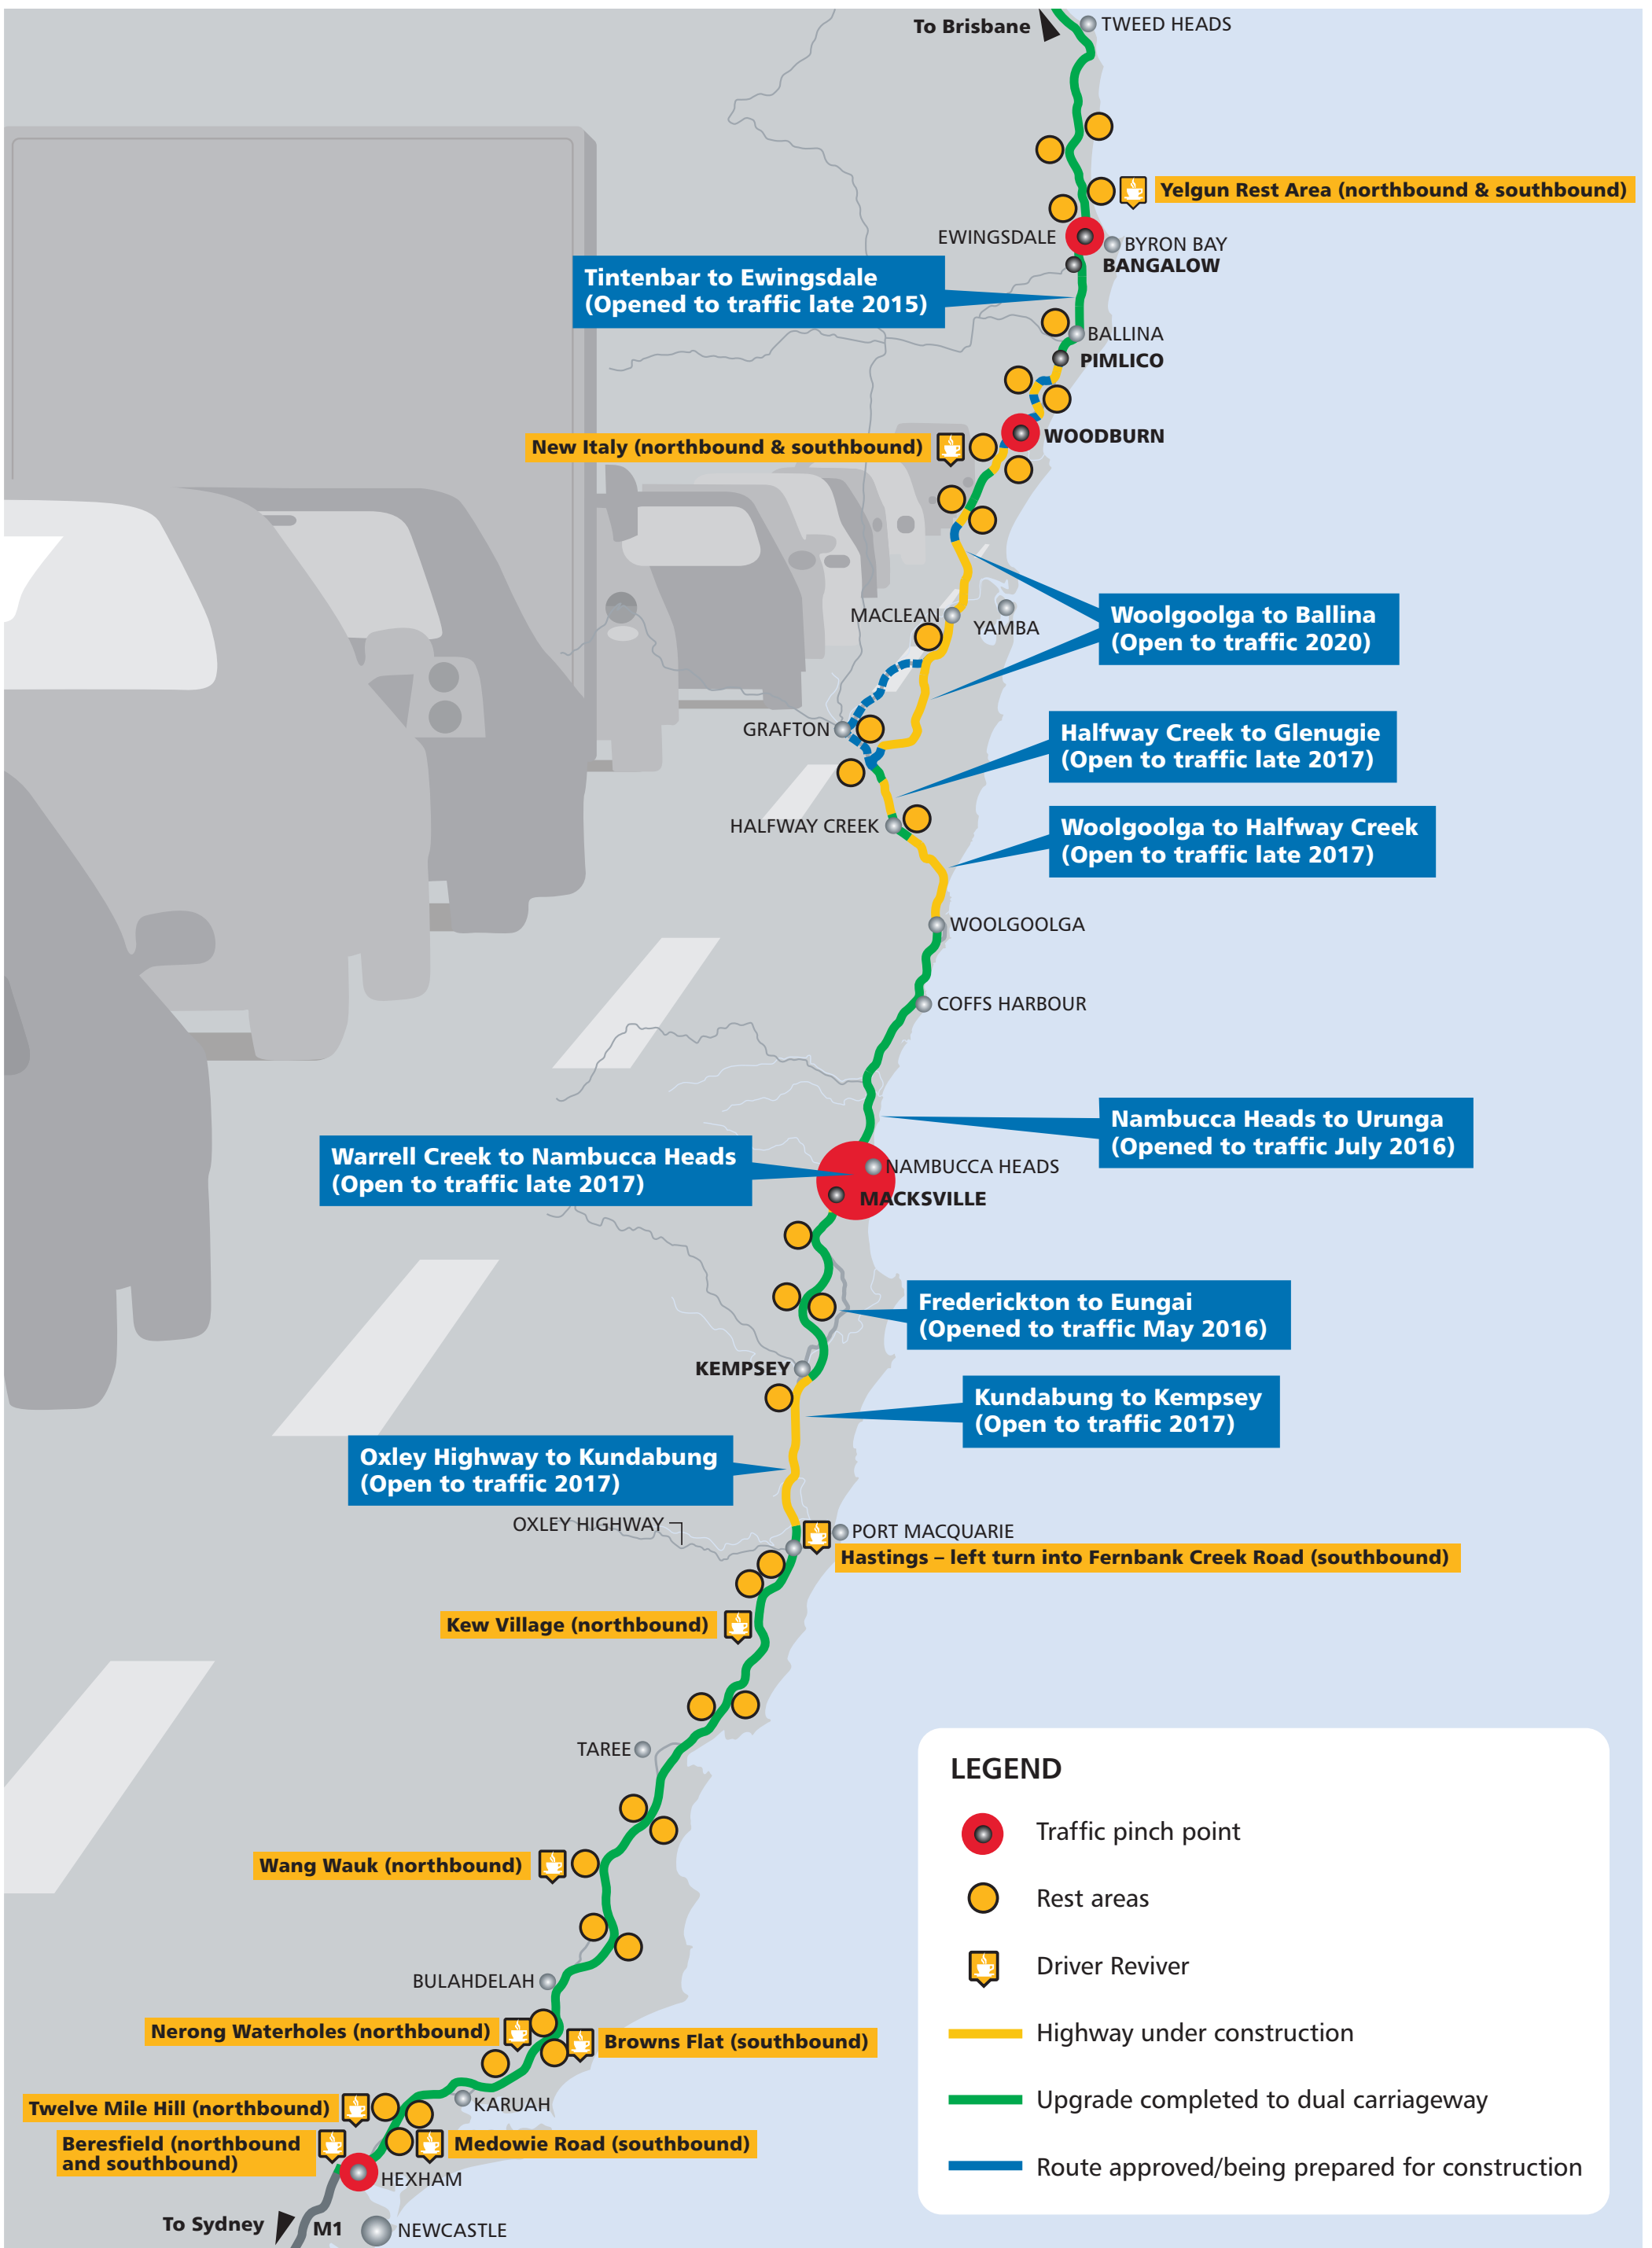 To Brisbane
TWEED HEADS
Yelgun Rest Area (northbound & southbound)
EWINGSDALE
BYRON BAY
BANGALOW
Tintenbar to Ewingsdale
(Opened to traffic late 2015)
BALLINA
PIMLICO
WOODBURN
New Italy (northbound & southbound)
Woolgoolga to Ballina
(Open to traffic 2020)
MACLEAN
YAMBA
GRAFTON
Halfway Creek to Glenugie
(Open to traffic late 2017)
HALFWAY CREEK
Woolgoolga to Halfway Creek
(Open to traffic late 2017)
WOOLGOOLGA
COFFS HARBOUR
Nambucca Heads to Urunga
(Opened to traffic July 2016)
Warrell Creek to Nambucca Heads
(Open to traffic late 2017)
NAMBUCCA HEADS
MACKSVILLE
Frederickton to Eungai
(Opened to traffic May 2016)
KEMPSEY
Kundabung to Kempsey
(Open to traffic 2017)
Oxley Highway to Kundabung
(Open to traffic 2017)
OXLEY HIGHWAY
PORT MACQUARIE
Hastings – left turn into Fernbank Creek Road (southbound)
Kew Village (northbound)
TAREE
Wang Wauk (northbound)
BULAHDELAH
Nerong Waterholes (northbound)
Browns Flat (southbound)
KARUAH
Twelve Mile Hill (northbound)
Beresfield (northbound
and southbound)
Medowie Road (southbound)
HEXHAM
To Sydney
M1
NEWCASTLE
LEGEND
Traffic pinch point
Rest areas
Driver Reviver
Highway under construction
Upgrade completed to dual carriageway
Route approved/being prepared for construction